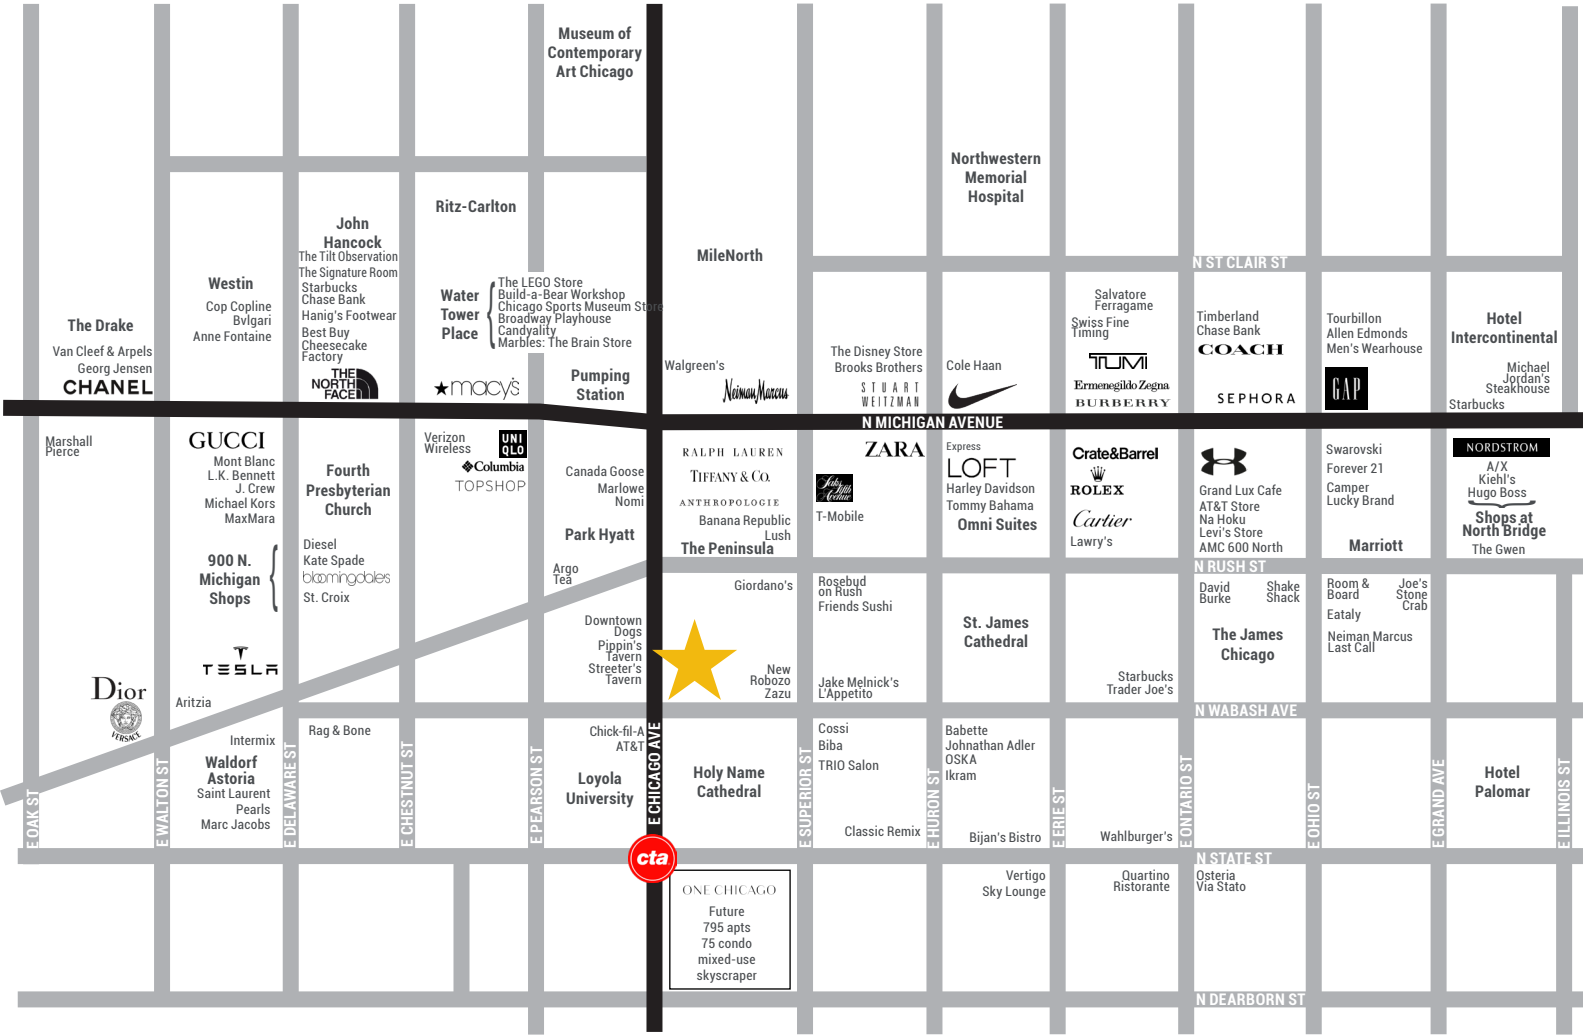 Museum of
Contemporary
Art Chicago
Northwestern
Memorial
Hospital
Ritz-Carlton
John
Hancock
The Tilt Observation
The Signature Room
Starbucks
Chase Bank
Hanig's Footwear
Best Buy
Cheesecake
Factory
THE
NORTH
FACE
MileNorth
N ST CLAIR ST
Westin
Cop Copline
Bvlgari
Anne Fontaine
Water
Tower
Place
The LEGO Store
Build-a-Bear Workshop
Chicago Sports Museum Store
Broadway Playhouse
Candyality
Marbles: The Brain Store
The Drake
Van Cleef & Arpels
Georg Jensen
CHANEL
macy's
Pumping
Station
Walgreen's
Neiman Marcus
The Disney Store
Brooks Brothers
STUART
WEITZMAN
Cole Haan
Salvatore
Ferragame
Swiss Fine
Timing
TUMI
Ermenegildo Zegna
BURBERRY
Timberland
Chase Bank
COACH
SEPHORA
Tourbillon
Allen Edmonds
Men's Wearhouse
GAP
Hotel
Intercontinental
Michael
Jordan's
Steakhouse
Starbucks
N MICHIGAN AVENUE
Marshall
Pierce
GUCCI
Mont Blanc
L.K. Bennett
J. Crew
Michael Kors
MaxMara
900 N.
Michigan
Shops
Fourth
Presbyterian
Church
Diesel
Kate Spade
bloomingdale's
St. Croix
Verizon
Wireless
UNI
QLO
Columbia
TOPSHOP
Canada Goose
Marlowe
Nomi
Park Hyatt
Argo
Tea
RALPH LAUREN
TIFFANY & CO.
ANTHROPOLOGIE
Banana Republic
Lush
The Peninsula
ZARA
Saks
Fifth
Avenue
T-Mobile
Express
LOFT
Harley Davidson
Tommy Bahama
Omni Suites
Crate&Barrel
ROLEX
Cartier
Lawry's
Grand Lux Cafe
AT&T Store
Na Hoku
Levi's Store
AMC 600 North
Swarovski
Forever 21
Camper
Lucky Brand
Marriott
NORDSTROM
A/X
Kiehl's
Hugo Boss
Shops at
North Bridge
The Gwen
N RUSH ST
TESLA
Dior
VERSACE
Aritzia
Downtown
Dogs
Pippin's
Tavern
Streeter's
Tavern
Giordano's
New
Robozo
Zazu
Rosebud
on Rush
Friends Sushi
Jake Melnick's
L'Appetito
St. James
Cathedral
Starbucks
Trader Joe's
David
Burke
Shake
Shack
The James
Chicago
Room &
Board
Eataly
Joe's
Stone
Crab
Neiman Marcus
Last Call
N WABASH AVE
Intermix
Waldorf
Astoria
Saint Laurent
Pearls
Marc Jacobs
Rag & Bone
Chick-fil-A
AT&T
Loyola
University
Holy Name
Cathedral
Cossi
Biba
TRIO Salon
Classic Remix
Babette
Johnathan Adler
OSKA
Ikram
Bijan's Bistro
Wahlburger's
Hotel
Palomar
E OAK ST
E WALTON ST
E DELAWARE ST
E CHESTNUT ST
E PEARSON ST
E CHICAGO AVE
E SUPERIOR ST
E HURON ST
E ERIE ST
E ONTARIO ST
E OHIO ST
E GRAND AVE
E ILLINOIS ST
cta
N STATE ST
ONE CHICAGO
Future
795 apts
75 condo
mixed-use
skyscraper
Vertigo
Sky Lounge
Quartino
Ristorante
Osteria
Via Stato
N DEARBORN ST